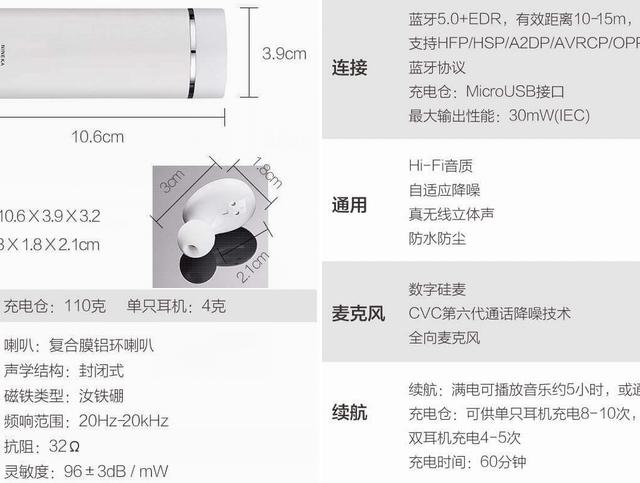 NINEKA
3.9cm
10.6cm
3cm
1.8cm
2.1cm
10.6 X 3.9 X 3.2
3 X 1.8 X 2.1cm
充电仓：110克 单只耳机：4克
喇叭：复合膜铝环喇叭
声学结构：封闭式
磁铁类型：汝铁硼
频响范围：20Hz-20kHz
抗阻：32Ω
灵敏度：96±3dB / mW
连接
蓝牙5.0+EDR，有效距离10-15m，
支持HFP/HSP/A2DP/AVRCP/OPP
蓝牙协议
充电仓：MicroUSB接口
最大输出性能：30mW(IEC)
通用
Hi-Fi音质
自适应降噪
真无线立体声
防水防尘
麦克风
数字硅麦
CVC第六代通话降噪技术
全向麦克风
续航
续航：满电可播放音乐约5小时，或通
充电仓：可供单只耳机充电8-10次，
双耳机充电4-5次
充电时间：60分钟